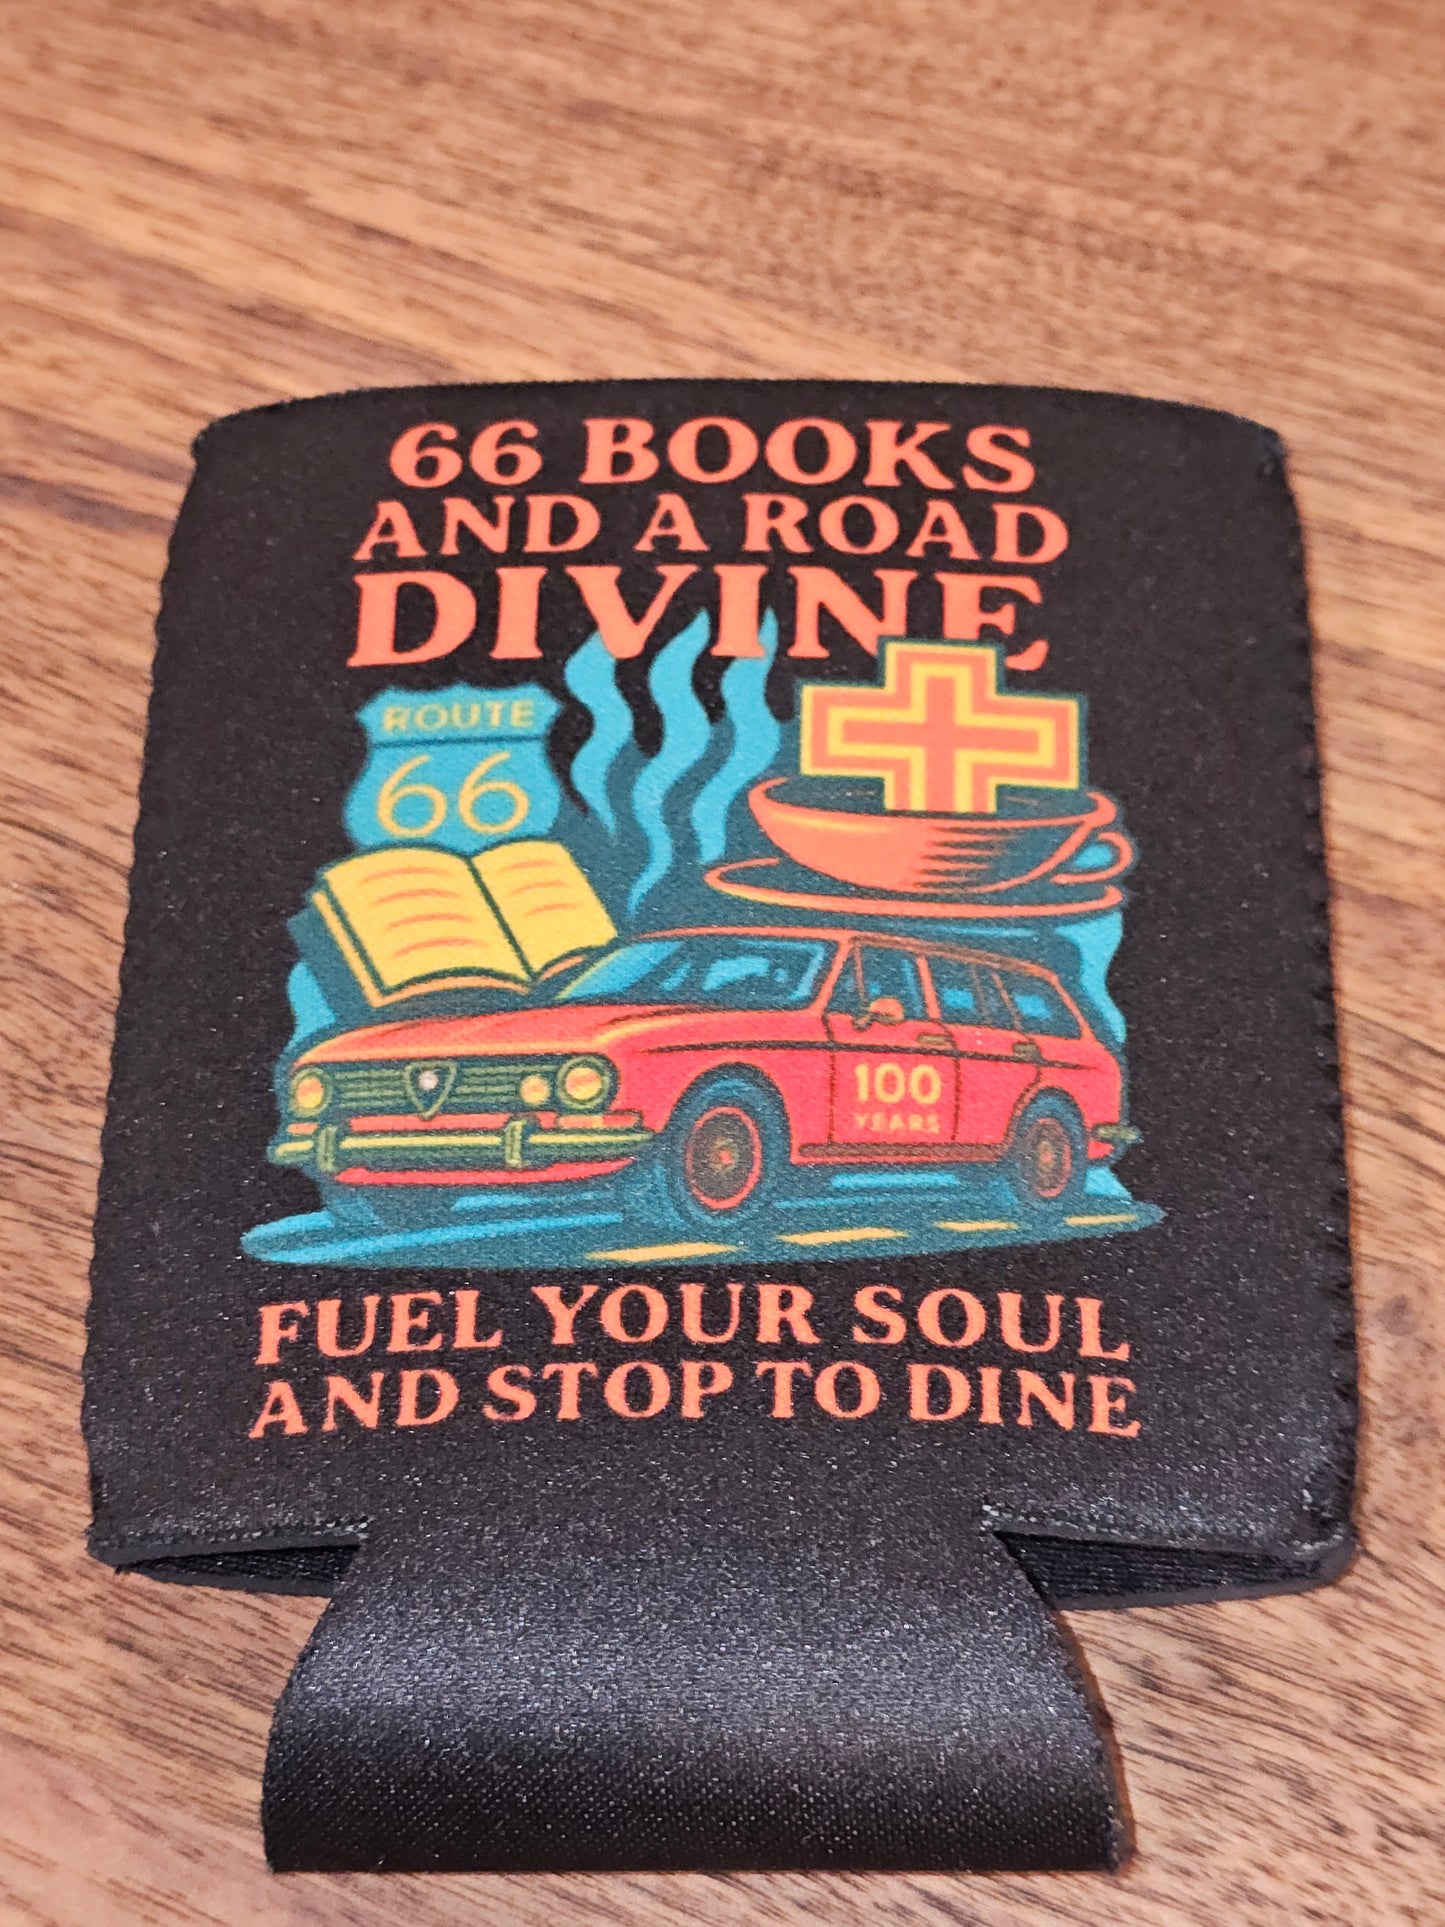 66 BOOKS
AND A ROAD
DIVINE
ROUTE
66
100
YEARS
FUEL YOUR SOUL
AND STOP TO DINE